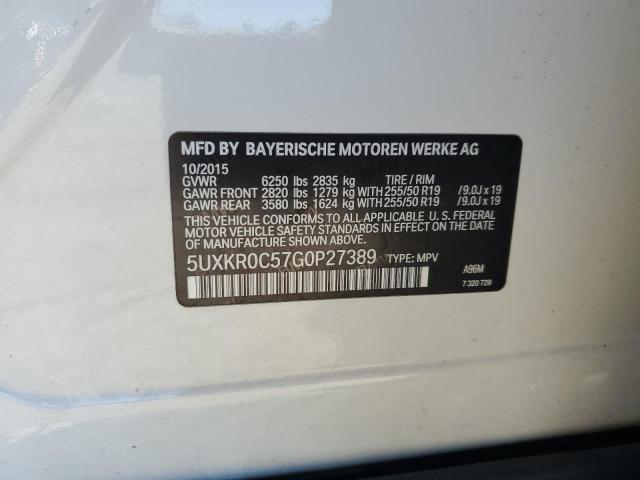 MFD BY BAYERISCHE MOTOREN WERKE AG
10/2015
GVWR 6250 lbs 2835 kg TIRE / RIM
GAWR FRONT 2820 lbs 1279 kg WITH 255/50 R19 /9.0J x 19
GAWR REAR 3580 lbs 1624 kg WITH 255/50 R19 /9.0J x 19
THIS VEHICLE CONFORMS TO ALL APPLICABLE U. S. FEDERAL
MOTOR VEHICLE SAFETY STANDARDS IN EFFECT ON THE DATE
OF MANUFACTURE SHOWN ABOVE.
5UXKR0C57G0P27389 TYPE: MPV
A96M
7 320 729